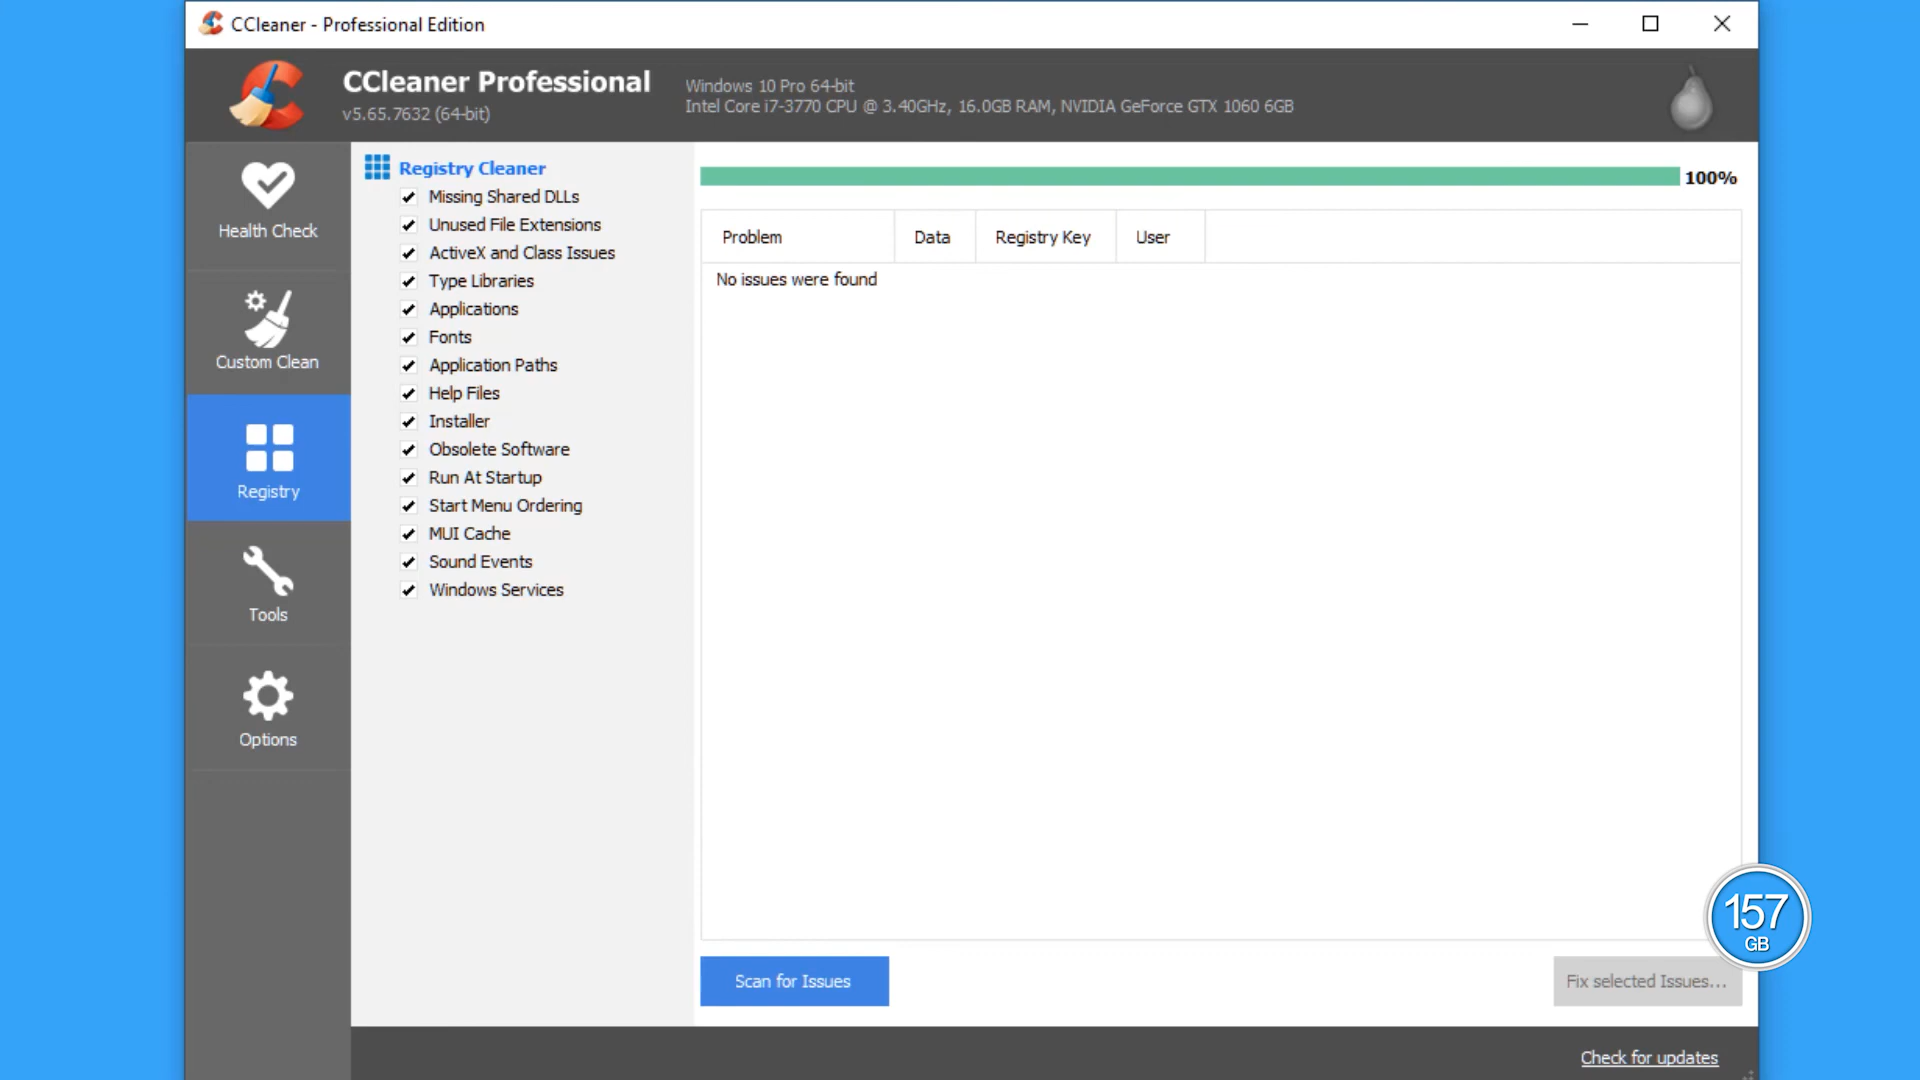 CCleaner - Professional Edition
CCleaner Professional
v5.65.7632 (64-bit)
Windows 10 Pro 64-bit
Intel Core i7-3770 CPU @ 3.40GHz, 16.0GB RAM, NVIDIA GeForce GTX 1060 6GB
Health Check
Custom Clean
Registry
Tools
Options
Registry Cleaner
Missing Shared DLLs
Unused File Extensions
ActiveX and Class Issues
Type Libraries
Applications
Fonts
Application Paths
Help Files
Installer
Obsolete Software
Run At Startup
Start Menu Ordering
MUI Cache
Sound Events
Windows Services
100%
Problem Data Registry Key User
No issues were found
157
GB
Scan for Issues
Fix selected Issues...
Check for updates